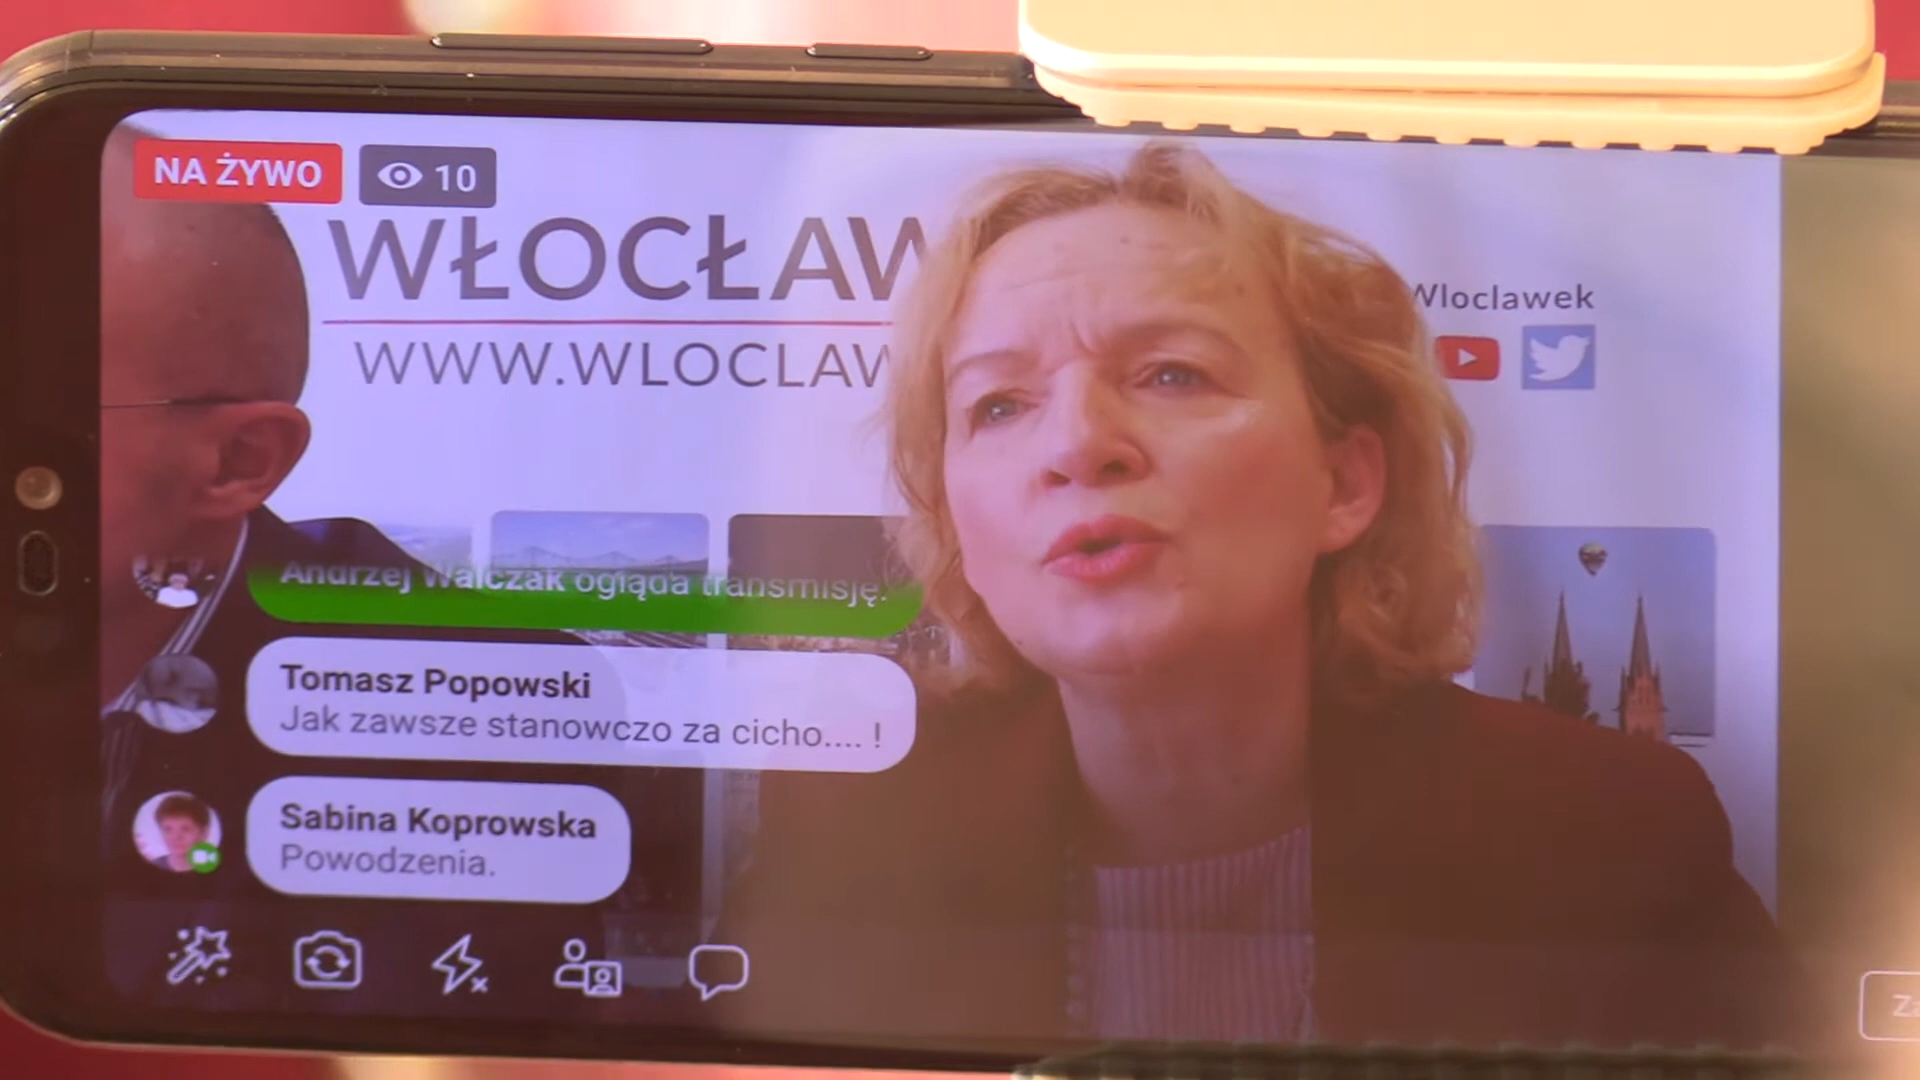 NA ŻYWO
10
WŁOCŁAW
WWW.WLOCLAW
Wloclawek
Andrzej Walczak ogląda transmisję.
Tomasz Popowski
Jak zawsze stanowczo za cicho.... !
Sabina Koprowska
Powodzenia.
Za